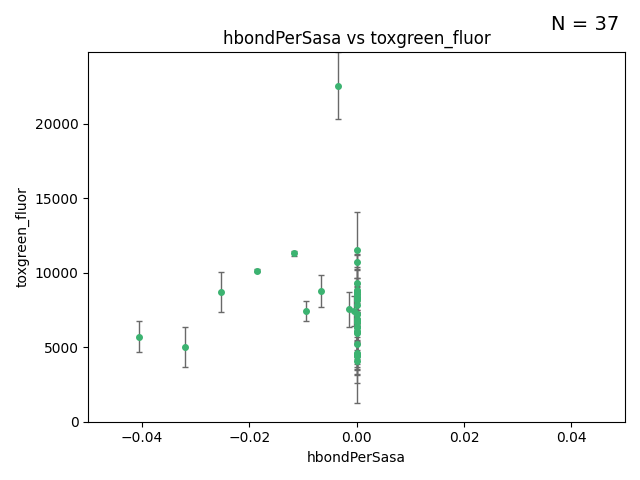 N = 37
hbondPerSasa vs toxgreen_fluor
toxgreen_fluor
20000
15000
10000
5000
0
−0.04 −0.02 0.00 0.02 0.04
hbondPerSasa